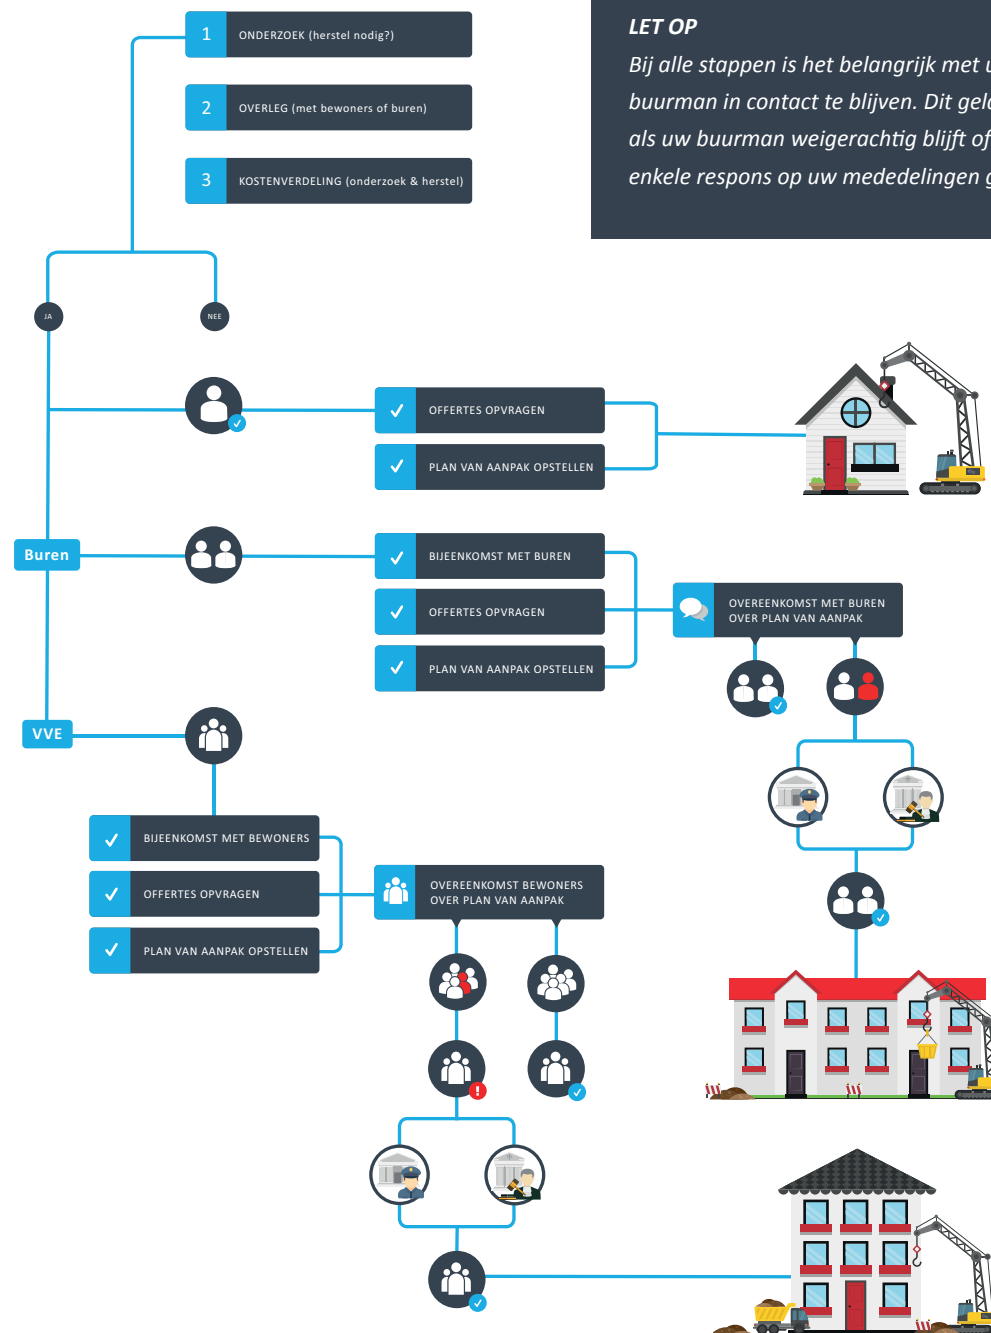 1 ONDERZOEK (herstel nodig?)
2 OVERLEG (met bewoners of buren)
3 KOSTENVERDELING (onderzoek & herstel)
LET OP
Bij alle stappen is het belangrijk met u
buurman in contact te blijven. Dit geld
als uw buurman weigerachtig blijft of
enkele respons op uw mededelingen g
JA
NEE
OFFERTES OPVRAGEN
PLAN VAN AANPAK OPSTELLEN
Buren
BIJEENKOMST MET BUREN
OFFERTES OPVRAGEN
PLAN VAN AANPAK OPSTELLEN
OVEREENKOMST MET BUREN
OVER PLAN VAN AANPAK
VVE
BIJEENKOMST MET BEWONERS
OFFERTES OPVRAGEN
PLAN VAN AANPAK OPSTELLEN
OVEREENKOMST BEWONERS
OVER PLAN VAN AANPAK